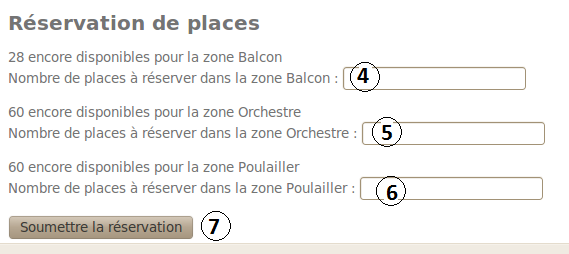 Réservation de places
28 encore disponibles pour la zone Balcon
Nombre de places à réserver dans la zone Balcon : 4
60 encore disponibles pour la zone Orchestre
Nombre de places à réserver dans la zone Orchestre : 5
60 encore disponibles pour la zone Poulailler
Nombre de places à réserver dans la zone Poulailler : 6
Soumettre la réservation 7